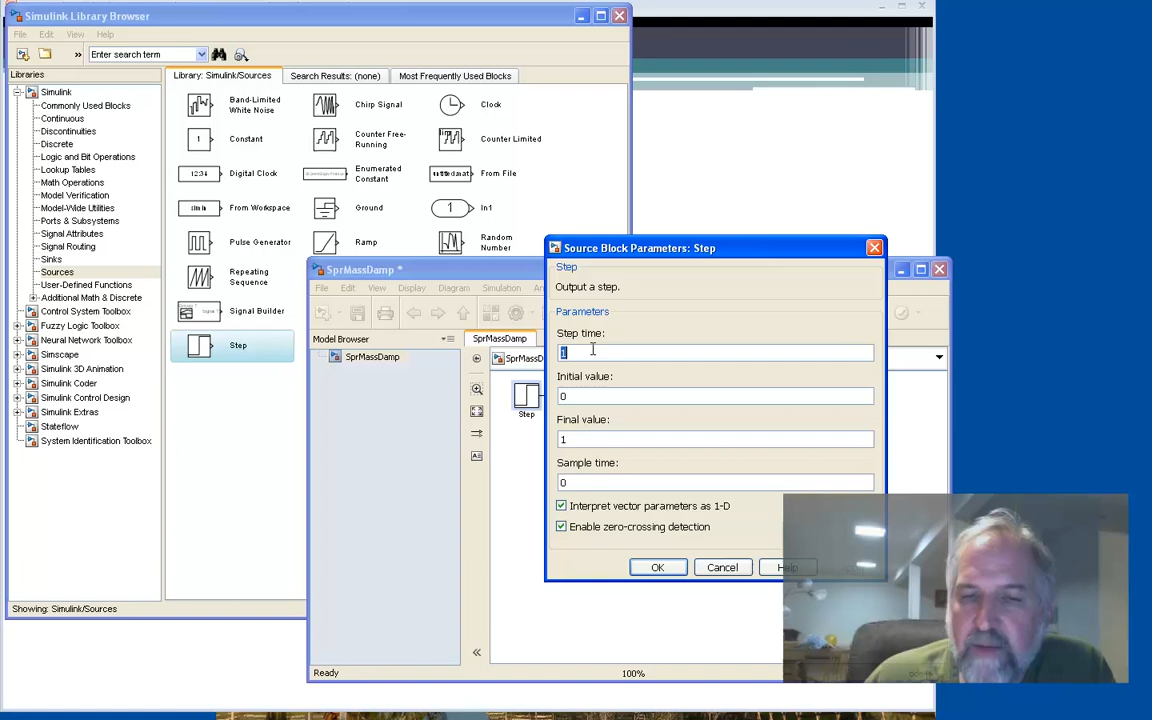 Simulink Library Browser
File Edit View Help
» Enter search term
Libraries
Library: Simulink/Sources
Search Results: (none)
Most Frequently Used Blocks
Simulink
Commonly Used Blocks
Continuous
Discontinuities
Discrete
Logic and Bit Operations
Lookup Tables
Math Operations
Model Verification
Model-Wide Utilities
Ports & Subsystems
Signal Attributes
Signal Routing
Sinks
Sources
User-Defined Functions
Additional Math & Discrete
Control System Toolbox
Fuzzy Logic Toolbox
Neural Network Toolbox
Simscape
Simulink 3D Animation
Simulink Coder
Simulink Control Design
Simulink Extras
Stateflow
System Identification Toolbox
Band-Limited
White Noise
Chirp Signal
Clock
1
Constant
Counter Free-
Running
Counter Limited
12:34
Digital Clock
Enumerated
Constant
untitled.mat
From File
simin
From Workspace
Ground
1
In1
Pulse Generator
Ramp
Random
Number
Repeating
Sequence
Signal Builder
Step
Showing: Simulink/Sources
SprMassDamp *
File Edit View Display Diagram Simulation
Model Browser
SprMassDamp
SprMassDamp
SprMassD
Step
Ready
100%
Source Block Parameters: Step
Step
Output a step.
Parameters
Step time:
1
Initial value:
0
Final value:
1
Sample time:
0
Interpret vector parameters as 1-D
Enable zero-crossing detection
OK
Cancel
Help